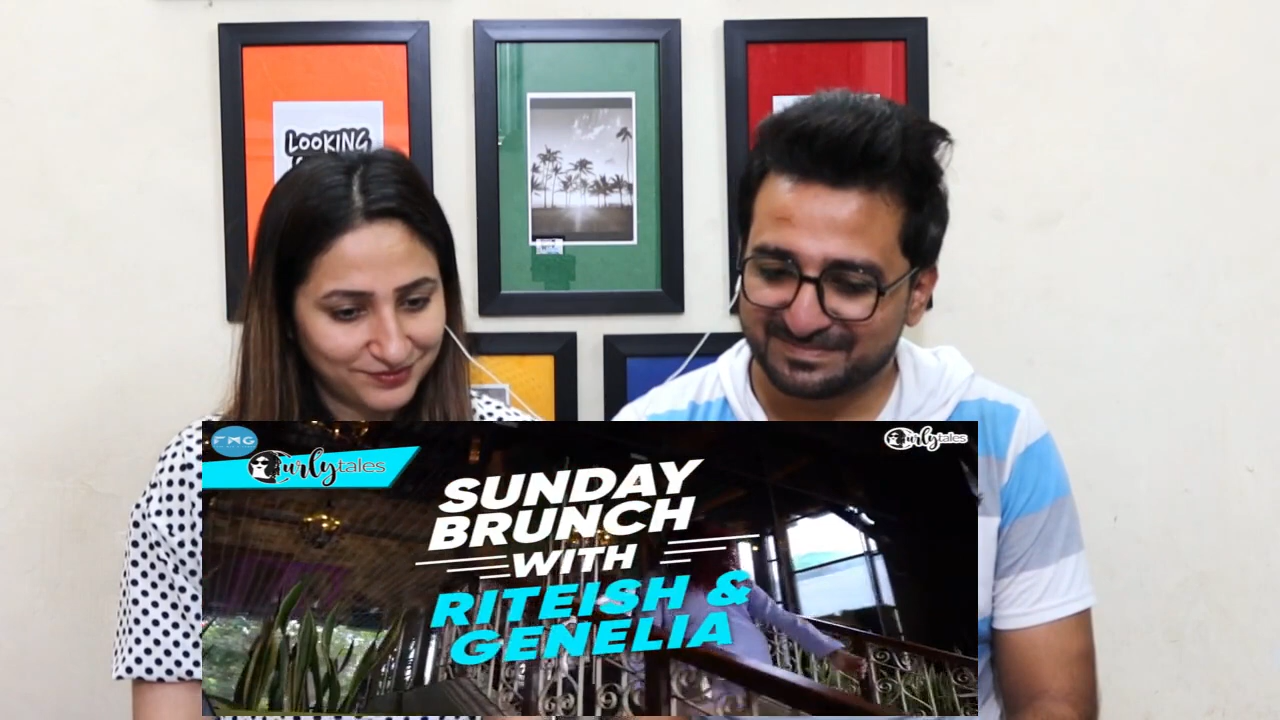 LOOKING
FMG
Curlytales
Curlytales
SUNDAY
BRUNCH
WITH
RITEISH &
GENELIA